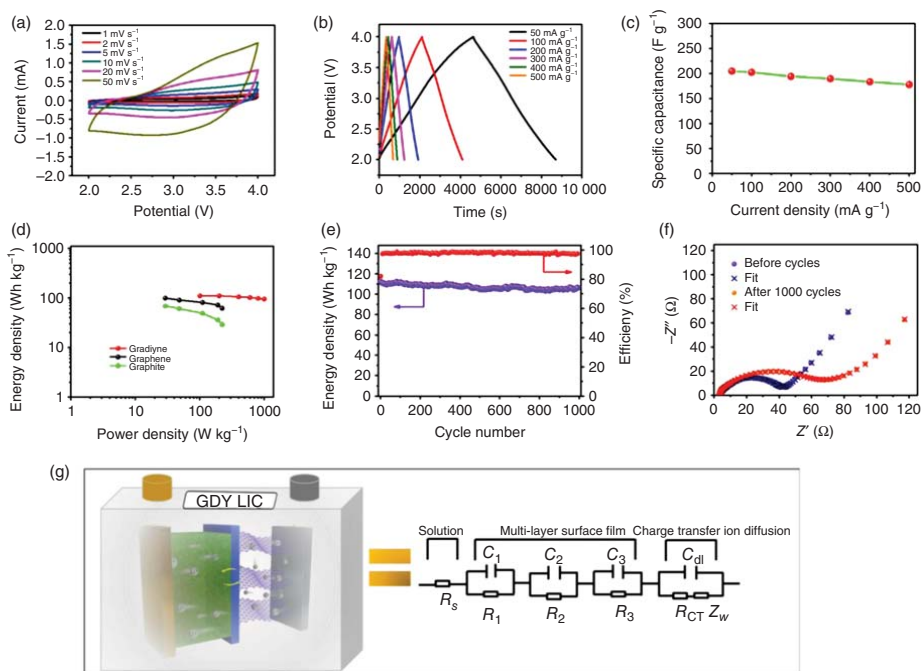 (a)
2.0
1.5
1.0
0.5
0.0
–0.5
–1.0
–1.5
–2.0
Current (mA)
1 mV s⁻¹
2 mV s⁻¹
5 mV s⁻¹
10 mV s⁻¹
20 mV s⁻¹
50 mV s⁻¹
2.0 2.5 3.0 3.5 4.0
Potential (V)
(b)
4.0
3.5
3.0
2.5
2.0
Potential (V)
50 mA g⁻¹
100 mA g⁻¹
200 mA g⁻¹
300 mA g⁻¹
400 mA g⁻¹
500 mA g⁻¹
0 2000 4000 6000 8000 10 000
Time (s)
(c)
300
250
200
150
100
50
0
Specific capacitance (F g⁻¹)
0 100 200 300 400 500
Current density (mA g⁻¹)
(d)
1000
100
10
1
Energy density (Wh kg⁻¹)
Gradiyne
Graphene
Graphite
1 10 100 1000
Power density (W kg⁻¹)
(e)
140
120
100
80
60
40
20
0
Energy density (Wh kg⁻¹)
100
80
60
40
20
0
Efficieny (%)
0 200 400 600 800 1000
Cycle number
(f)
100
80
60
40
20
0
–Z″ (Ω)
Before cycles
Fit
After 1000 cycles
Fit
0 20 40 60 80 100 120
Z′ (Ω)
(g)
GDY LIC
Solution Multi-layer surface film Charge transfer ion diffusion
C₁ C₂ C₃ Cdl
Rs R₁ R₂ R₃ RCT Zw